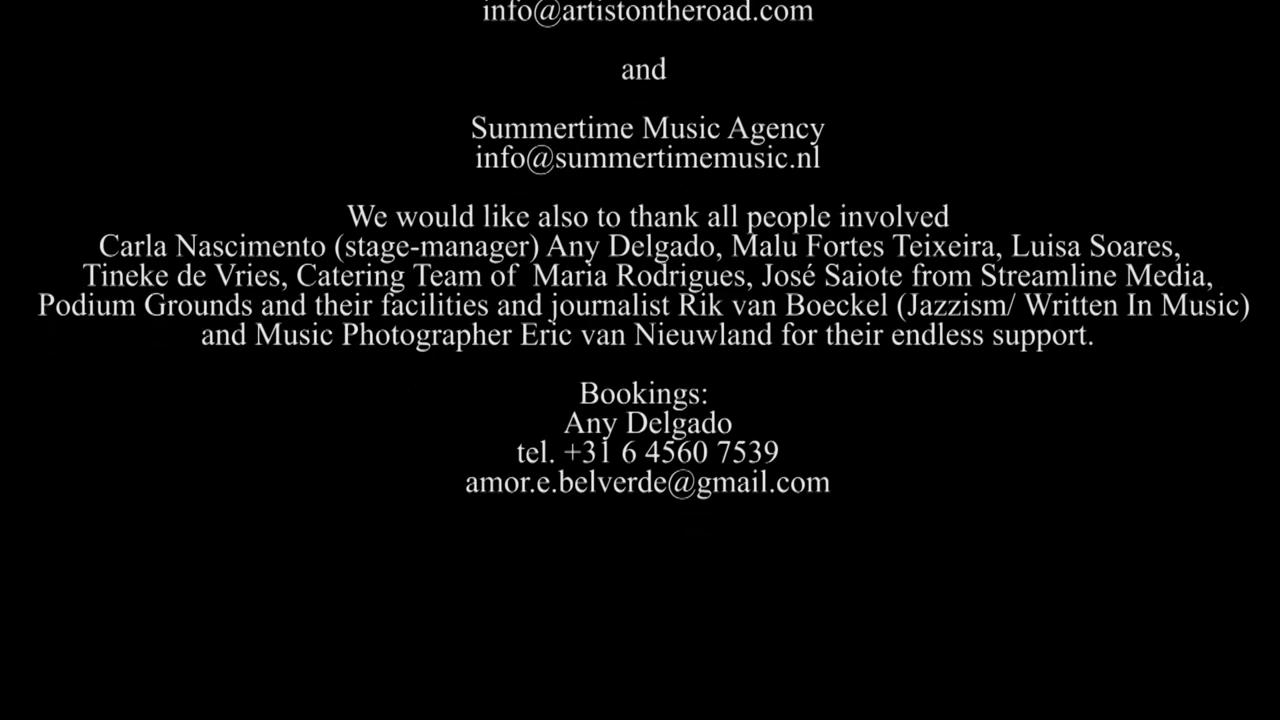 info@artistontheroad.com
and
Summertime Music Agency
info@summertimemusic.nl
We would like also to thank all people involved
Carla Nascimento (stage-manager) Any Delgado, Malu Fortes Teixeira, Luisa Soares,
Tineke de Vries, Catering Team of  Maria Rodrigues, José Saiote from Streamline Media,
Podium Grounds and their facilities and journalist Rik van Boeckel (Jazzism/ Written In Music)
and Music Photographer Eric van Nieuwland for their endless support.
Bookings:
Any Delgado
tel. +31 6 4560 7539
amor.e.belverde@gmail.com